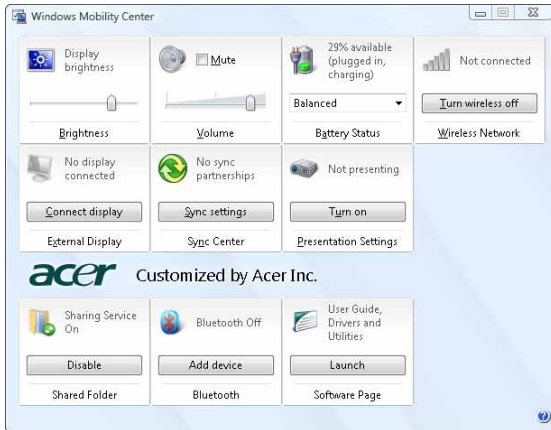 Windows Mobility Center
Display
brightness
Brightness
Mute
Volume
29% available
(plugged in,
charging)
Balanced
Battery Status
Not connected
Turn wireless off
Wireless Network
No display
connected
Connect display
External Display
No sync
partnerships
Sync settings
Sync Center
Not presenting
Turn on
Presentation Settings
acer Customized by Acer Inc.
Sharing Service
On
Disable
Shared Folder
Bluetooth Off
Add device
Bluetooth
User Guide,
Drivers and
Utilities
Launch
Software Page